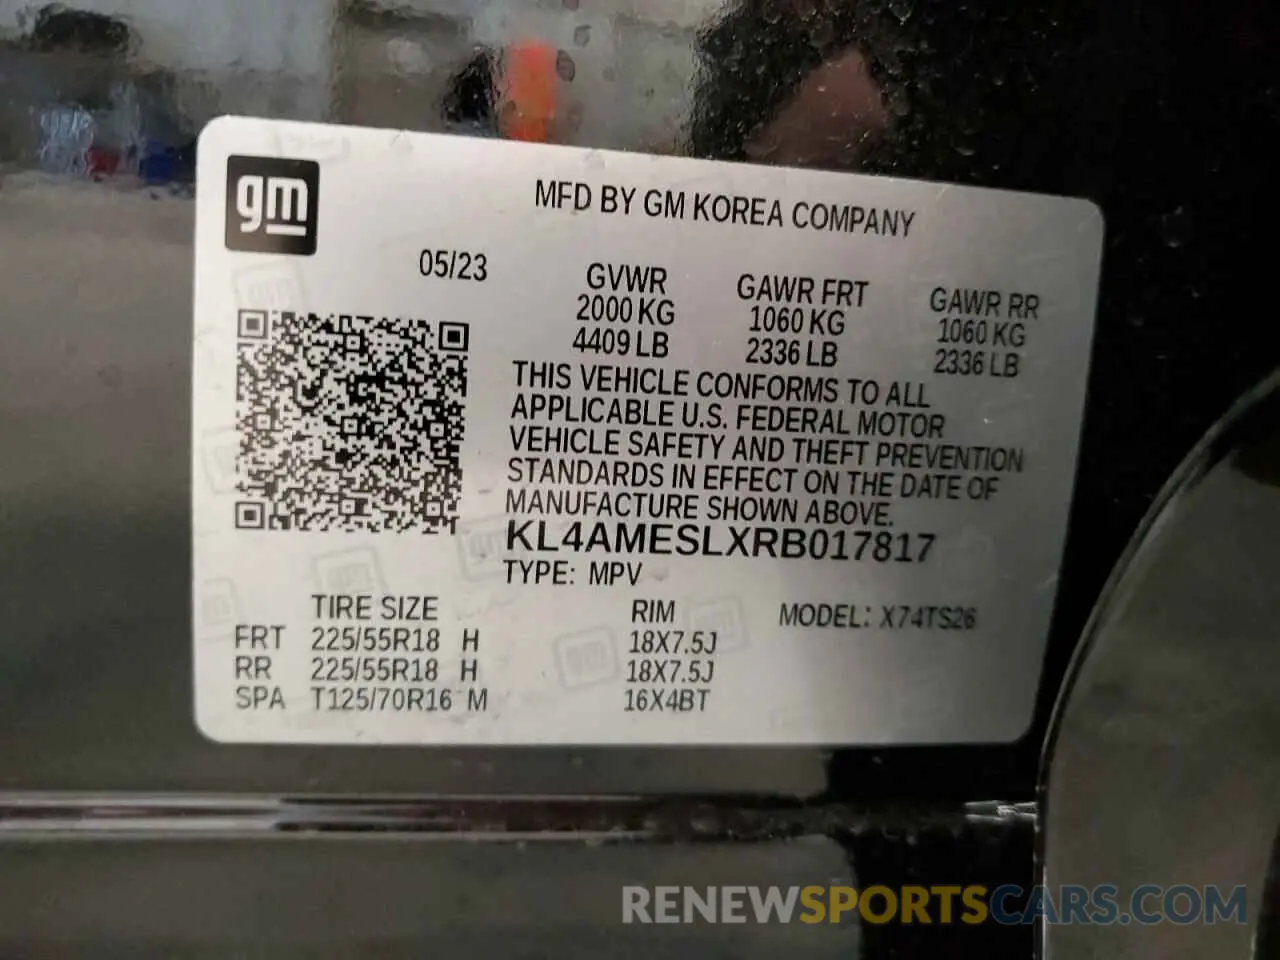 gm
MFD BY GM KOREA COMPANY
05/23
GVWR GAWR FRT GAWR RR
2000 KG 1060 KG 1060 KG
4409 LB 2336 LB 2336 LB
THIS VEHICLE CONFORMS TO ALL
APPLICABLE U.S. FEDERAL MOTOR
VEHICLE SAFETY AND THEFT PREVENTION
STANDARDS IN EFFECT ON THE DATE OF
MANUFACTURE SHOWN ABOVE.
KL4AMESLXRB017817
TYPE: MPV
TIRE SIZE RIM MODEL: X74TS26
FRT 225/55R18 H 18X7.5J
RR 225/55R18 H 18X7.5J
SPA T125/70R16 M 16X4BT
RENEWSPORTSCARS.COM